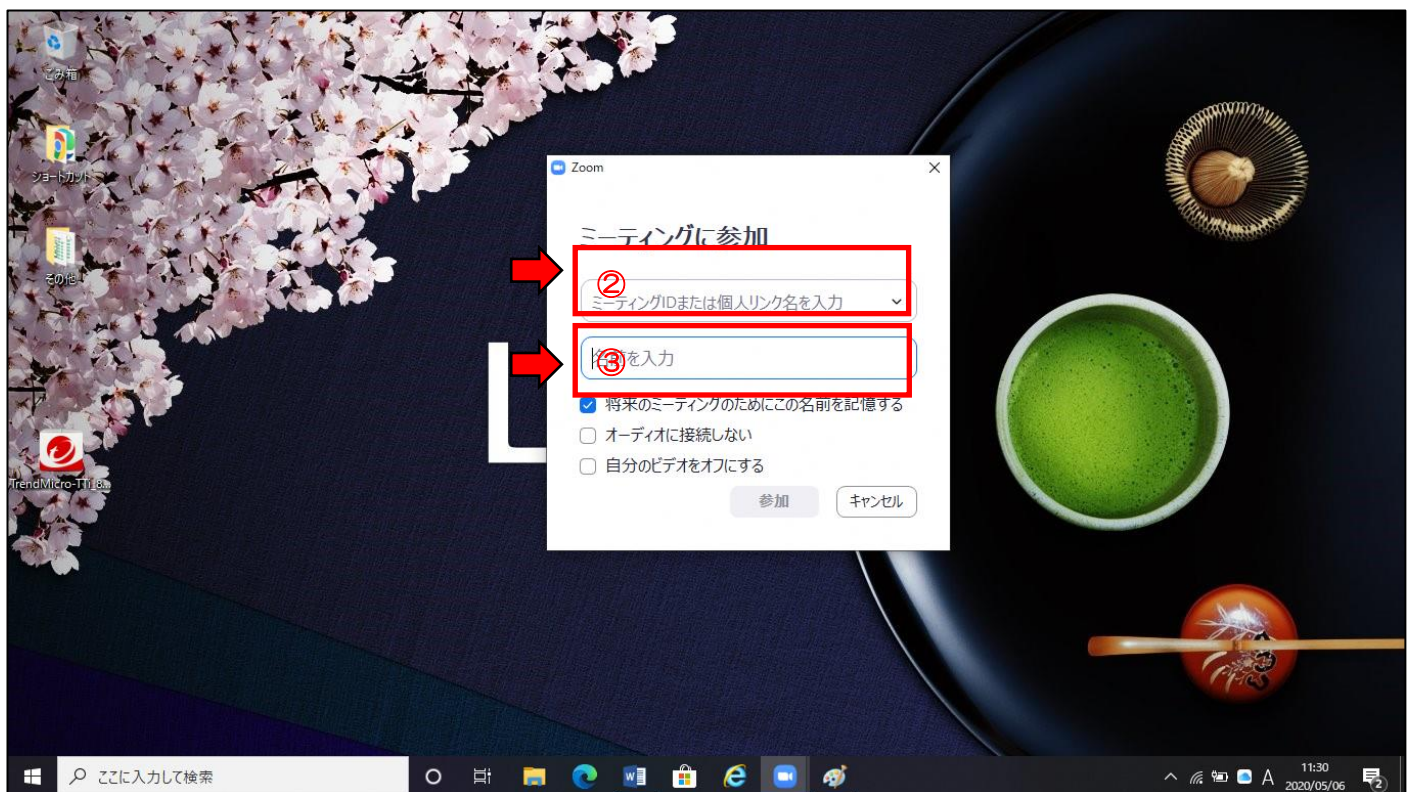 ごみ箱
ショートカット
その他
TrendMicro-TTi_8...
Zoom
ミーティングに参加
②
ミーティングIDまたは個人リンク名を入力
③
名前を入力
将来のミーティングのためにこの名前を記憶する
オーディオに接続しない
自分のビデオをオフにする
参加 キャンセル
ここに入力して検索
A
11:30
2020/05/06
2